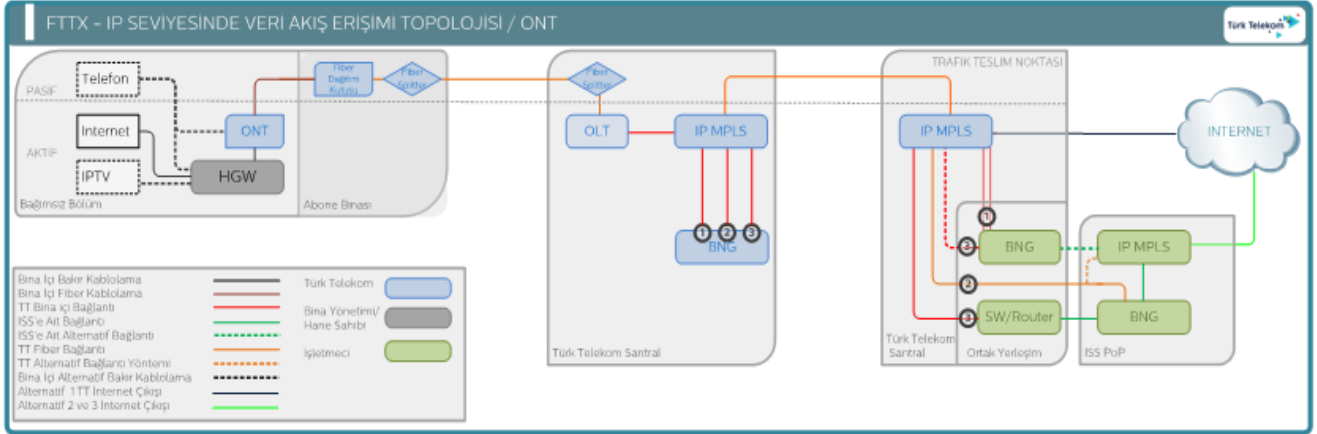 FTTX - IP SEVİYESİNDE VERİ AKIŞ ERİŞİMİ TOPOLOJİSİ / ONT
Türk Telekom
PASİF
AKTİF
Telefon
Internet
IPTV
ONT
HGW
Bağımsız Bölüm
Fiber
Dağıtım
Kutusu
Fiber
Splitter
Abone Binası
Fiber
Splitter
OLT
IP MPLS
1
2
3
BNG
Türk Telekom Santral
TRAFİK TESLİM NOKTASI
IP MPLS
INTERNET
1
3
BNG
IP MPLS
2
3
SW/Router
BNG
Türk Telekom
Santral
Ortak Yerleşim
ISS PoP
Bina İçi Bakır Kablolama
Bina İçi Fiber Kablolama
TT Bina içi Bağlantı
ISS'e Ait Bağlantı
ISS'e Ait Alternatif Bağlantı
TT Fiber Bağlantı
TT Alternatif Bağlantı Yöntemi
Bina İçi Alternatif Bakır Kablolama
Alternatif 1 TT Internet Çıkışı
Alternatif 2 ve 3 Internet Çıkışı
Türk Telekom
Bina Yönetimi/
Hane Sahibi
İşletmeci